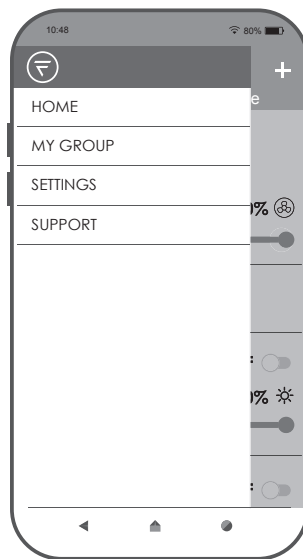 10:48 80%
+
e
HOME
MY GROUP
SETTINGS
SUPPORT
%
%